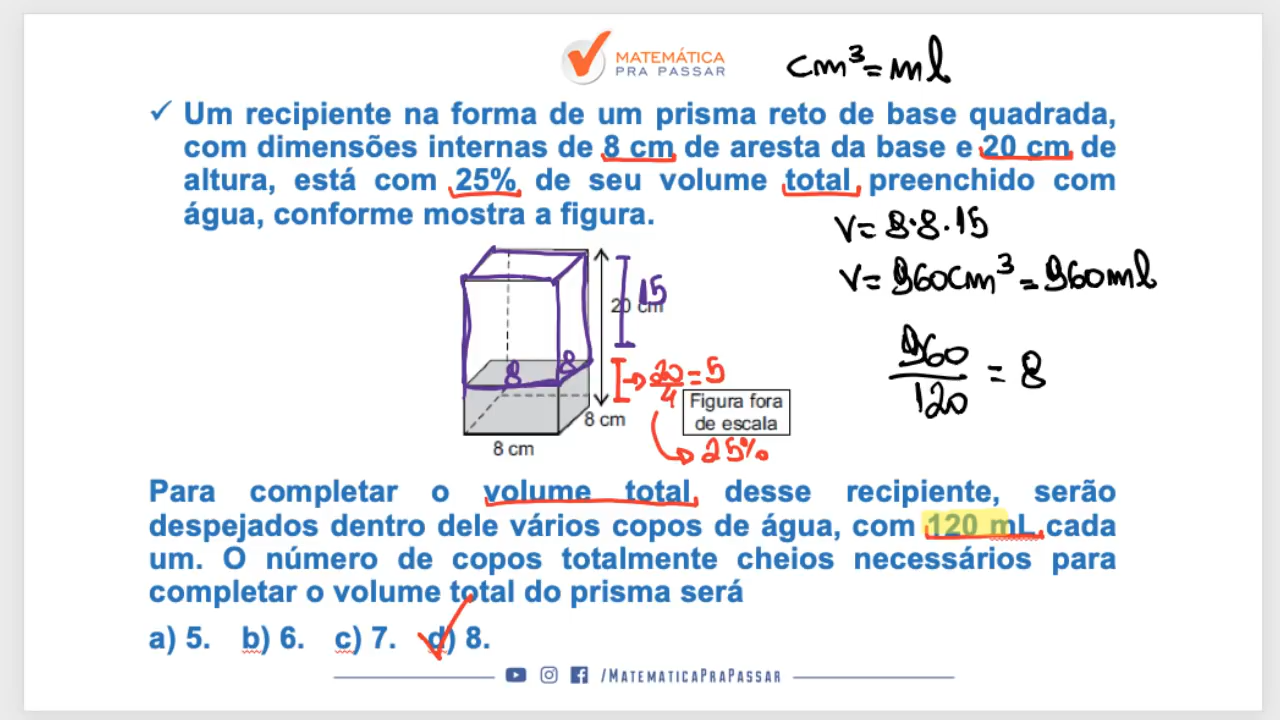 MATEMÁTICA
PRA PASSAR
cm³ = ml
✓ Um recipiente na forma de um prisma reto de base quadrada,
com dimensões internas de 8 cm de aresta da base e 20 cm de
altura, está com 25% de seu volume total preenchido com
água, conforme mostra a figura.
V = 8·8·15
V = 960cm³ = 960ml
15
20 cm
960/120 = 8
8
8
20/4 = 5
Figura fora
de escala
8 cm
25%
8 cm
Para completar o volume total desse recipiente, serão
despejados dentro dele vários copos de água, com 120 mL cada
um. O número de copos totalmente cheios necessários para
completar o volume total do prisma será
a) 5. b) 6. c) 7. d) 8.
/MATEMATICAPRAPASSAR